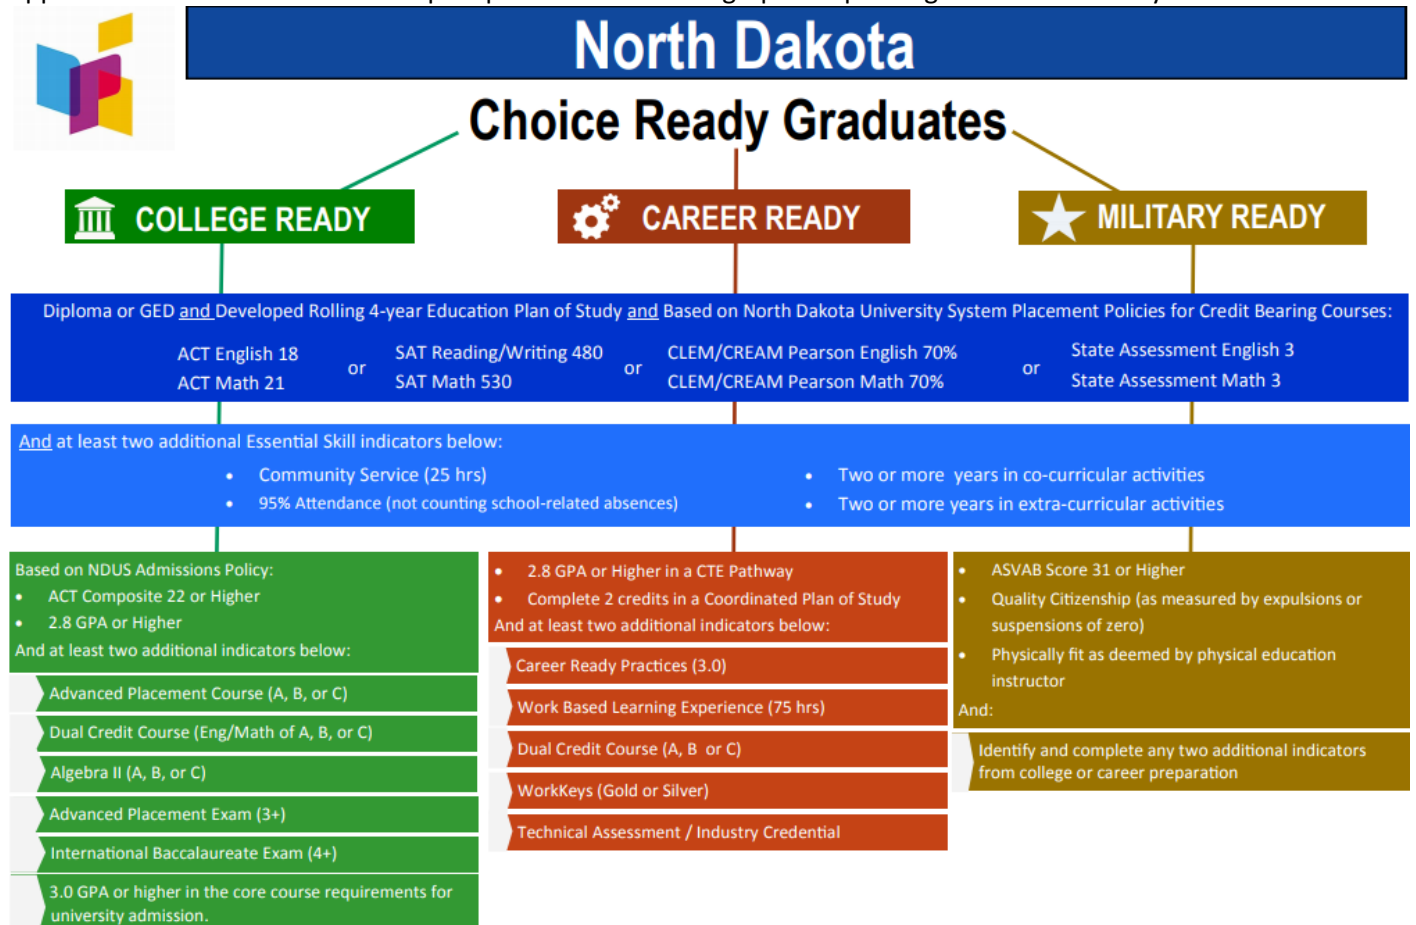 North Dakota
Choice Ready Graduates
COLLEGE READY
CAREER READY
MILITARY READY
Diploma or GED and Developed Rolling 4-year Education Plan of Study and Based on North Dakota University System Placement Policies for Credit Bearing Courses:
ACT English 18
ACT Math 21
or
SAT Reading/Writing 480
SAT Math 530
or
CLEM/CREAM Pearson English 70%
CLEM/CREAM Pearson Math 70%
or
State Assessment English 3
State Assessment Math 3
And at least two additional Essential Skill indicators below:
• Community Service (25 hrs)
• 95% Attendance (not counting school-related absences)
• Two or more years in co-curricular activities
• Two or more years in extra-curricular activities
Based on NDUS Admissions Policy:
• ACT Composite 22 or Higher
• 2.8 GPA or Higher
And at least two additional indicators below:
Advanced Placement Course (A, B, or C)
Dual Credit Course (Eng/Math of A, B, or C)
Algebra II (A, B, or C)
Advanced Placement Exam (3+)
International Baccalaureate Exam (4+)
3.0 GPA or higher in the core course requirements for
university admission.
• 2.8 GPA or Higher in a CTE Pathway
• Complete 2 credits in a Coordinated Plan of Study
And at least two additional indicators below:
Career Ready Practices (3.0)
Work Based Learning Experience (75 hrs)
Dual Credit Course (A, B or C)
WorkKeys (Gold or Silver)
Technical Assessment / Industry Credential
• ASVAB Score 31 or Higher
• Quality Citizenship (as measured by expulsions or
suspensions of zero)
• Physically fit as deemed by physical education
instructor
And:
Identify and complete any two additional indicators
from college or career preparation